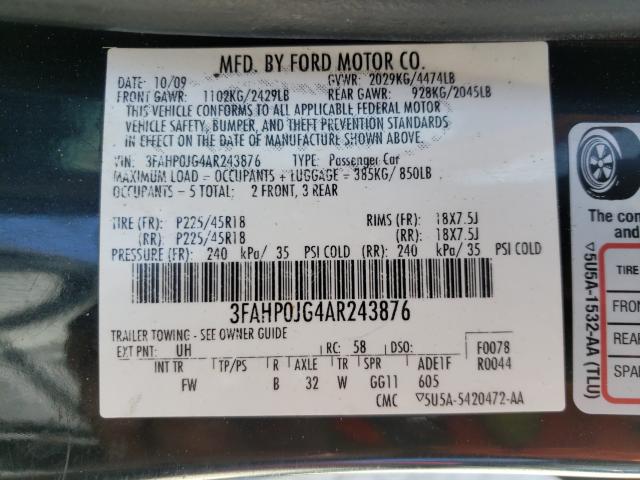 MFD. BY FORD MOTOR CO.
DATE: 10/09 GVWR: 2029KG/4474LB
FRONT GAWR: 1102KG/2429LB REAR GAWR: 928KG/2045LB
THIS VEHICLE CONFORMS TO ALL APPLICABLE FEDERAL MOTOR
VEHICLE SAFETY, BUMPER, AND THEFT PREVENTION STANDARDS
IN EFFECT ON THE DATE OF MANUFACTURE SHOWN ABOVE.
VIN: 3FAHP0JG4AR243876 TYPE: Passenger Car
MAXIMUM LOAD = OCCUPANTS + LUGGAGE = 385KG/ 850LB
OCCUPANTS - 5 TOTAL: 2 FRONT, 3 REAR
TIRE (FR): P225/45R18 RIMS (FR): 18X7.5J
(RR): P225/45R18 (RR): 18X7.5J
PRESSURE (FR): 240 kPa/ 35 PSI COLD (RR): 240 kPa/ 35 PSI COLD
3FAHP0JG4AR243876
TRAILER TOWING - SEE OWNER GUIDE
EXT PNT: UH RC: 58 DSO: F0078
INT TR TP/PS R AXLE TR SPR ADE1F R0044
FW B 32 W GG11 605
CMC ▽5U5A-5420472-AA
The con
and
TIRE
FRON
REAR
SPAR
▽5U5A-1532-AA (TLU)